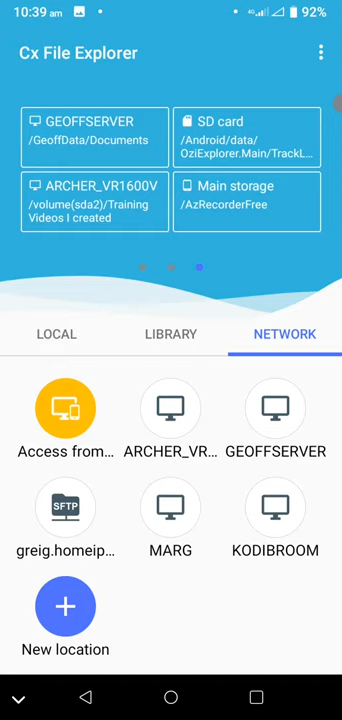 10:39 am
4G
92%
Cx File Explorer
GEOFFSERVER
/GeoffData/Documents
SD card
/Android/data/
OziExplorer.Main/TrackL...
ARCHER_VR1600V
/volume(sda2)/Training
Videos I created
Main storage
/AzRecorderFree
LOCAL
LIBRARY
NETWORK
Access from...
ARCHER_VR...
GEOFFSERVER
SFTP
greig.homeip...
MARG
KODIBROOM
New location